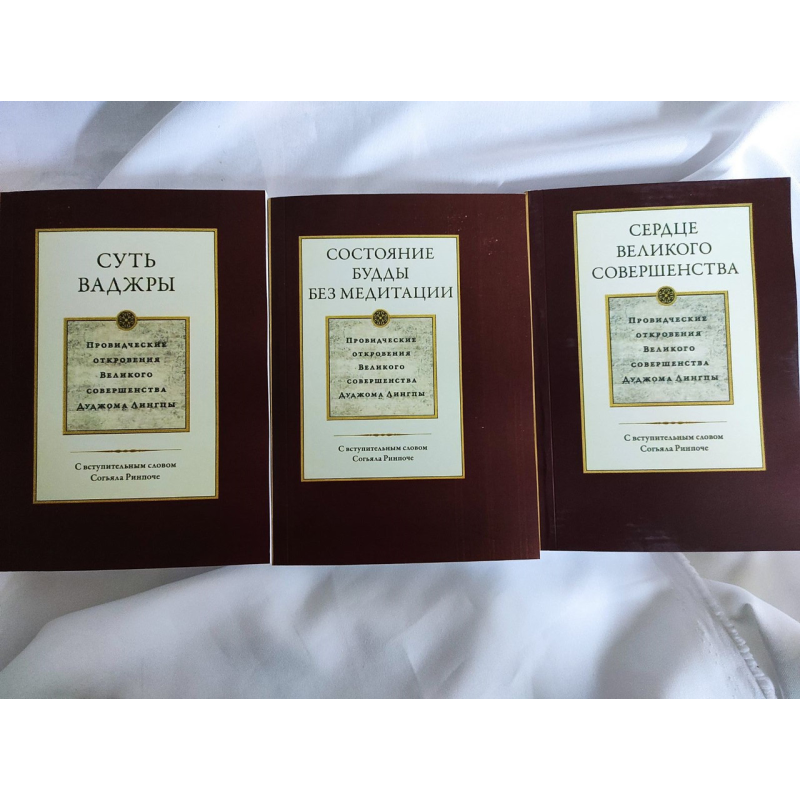 СУТЬ
ВАДЖРЫ
Провидческие
откровения
Великого
совершенства
Дуджома Лингпы
С вступительным словом
Согьяла Ринпоче
СОСТОЯНИЕ
БУДДЫ
БЕЗ МЕДИТАЦИИ
Провидческие
откровения
Великого
совершенства
Дуджома Лингпы
С вступительным словом
Согьяла Ринпоче
СЕРДЦЕ
ВЕЛИКОГО
СОВЕРШЕНСТВА
Провидческие
откровения
Великого
совершенства
Дуджома Лингпы
С вступительным словом
Согьяла Ринпоче